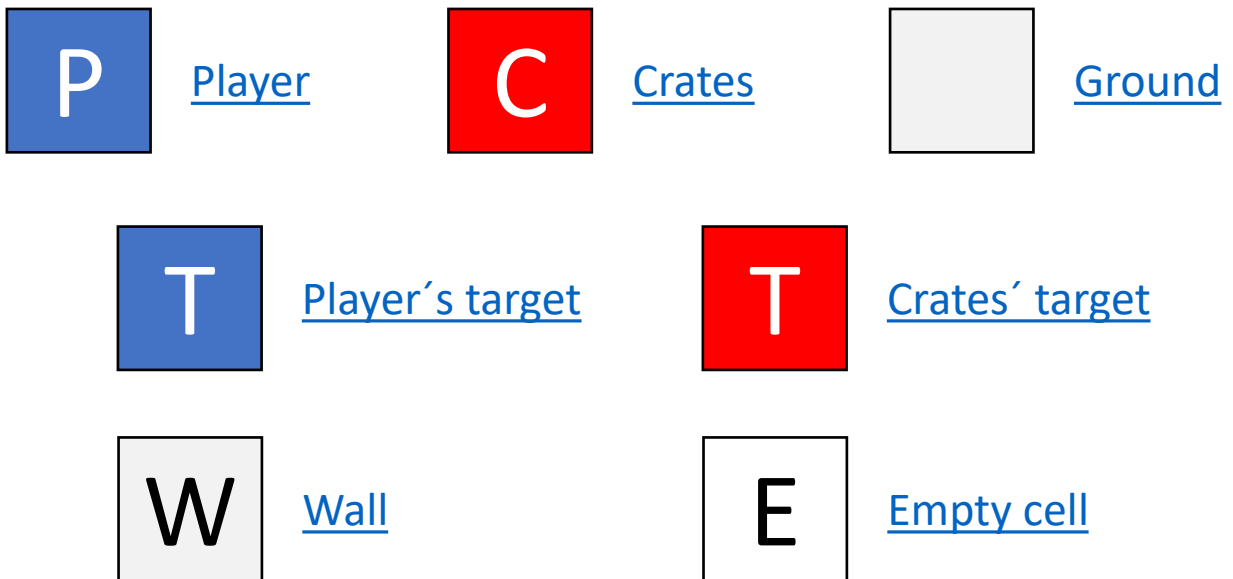 P Player C Crates Ground
T Player´s target T Crates´ target
W Wall E Empty cell